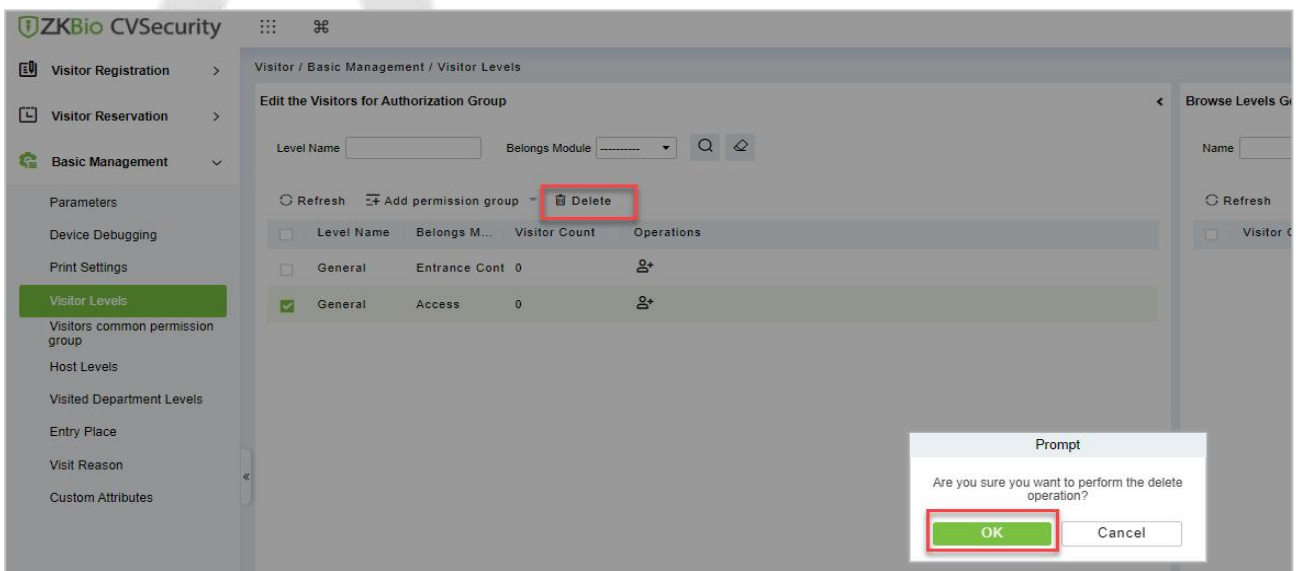 ZKBio CVSecurity
Visitor Registration
Visitor Reservation
Basic Management
Parameters
Device Debugging
Print Settings
Visitor Levels
Visitors common permission
group
Host Levels
Visited Department Levels
Entry Place
Visit Reason
Custom Attributes
Visitor / Basic Management / Visitor Levels
Edit the Visitors for Authorization Group
Level Name Belongs Module ----------
Refresh Add permission group Delete
Level Name Belongs M... Visitor Count Operations
General Entrance Cont 0
General Access 0
Browse Levels
Name
Refresh
Visitor
Prompt
Are you sure you want to perform the delete
operation?
OK Cancel